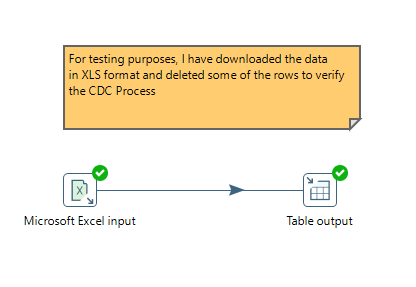 For testing purposes, I have downloaded the data
in XLS format and deleted some of the rows to verify
the CDC Process
Microsoft Excel input
Table output